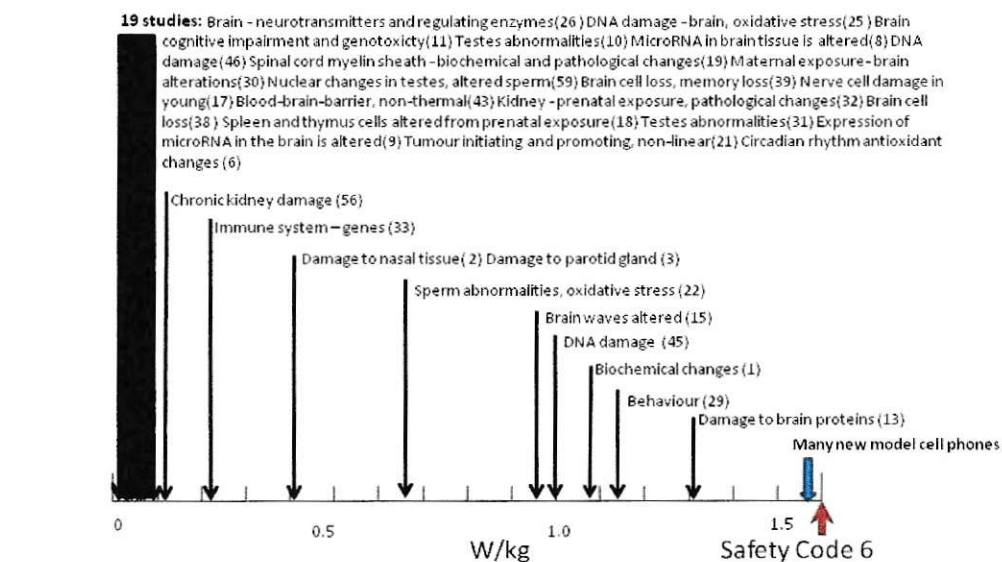 19 studies: Brain - neurotransmitters and regulating enzymes(26 ) DNA damage -brain, oxidative stress(25 ) Brain
cognitive impairment and genotoxicty(11) Testes abnormalities(10) MicroRNA in brain tissue is altered(8) DNA
damage(46) Spinal cord myelin sheath -biochemical and pathological changes(19) Maternal exposure- brain
alterations(30) Nuclear changes in testes, altered sperm(59) Brain cell loss, memory loss(39) Nerve cell damage in
young(17) Blood-brain-barrier, non-thermal(43) Kidney -prenatal exposure, pathological changes(32) Brain cell
loss(38 ) Spleen and thymus cells altered from prenatal exposure(18) Testes abnormalities(31) Expression of
microRNA in the brain is altered(9) Tumour initiating and promoting, non-linear(21) Circadian rhythm antioxidant
changes (6)
Chronic kidney damage (56)
Immune system – genes (33)
Damage to nasal tissue( 2) Damage to parotid gland (3)
Sperm abnormalities, oxidative stress (22)
Brain waves altered (15)
DNA damage (45)
Biochemical changes (1)
Behaviour (29)
Damage to brain proteins (13)
Many new model cell phones
0 0.5 1.0 1.5
W/kg Safety Code 6